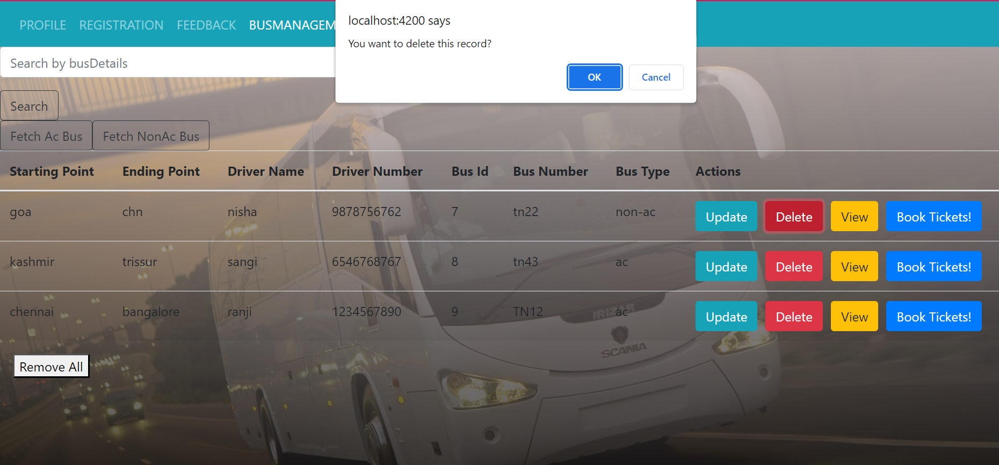 PROFILE REGISTRATION FEEDBACK BUSMANAGEM
localhost:4200 says
You want to delete this record?
OK Cancel
Search by busDetails
Search
Fetch Ac Bus Fetch NonAc Bus
Starting Point Ending Point Driver Name Driver Number Bus Id Bus Number Bus Type Actions
goa chn nisha 9878756762 7 tn22 non-ac Update Delete View Book Tickets!
kashmir trissur sangi 6546768767 8 tn43 ac Update Delete View Book Tickets!
chennai bangalore ranji 1234567890 9 TN12 ac Update Delete View Book Tickets!
IRIZAR
SCANIA
Remove All